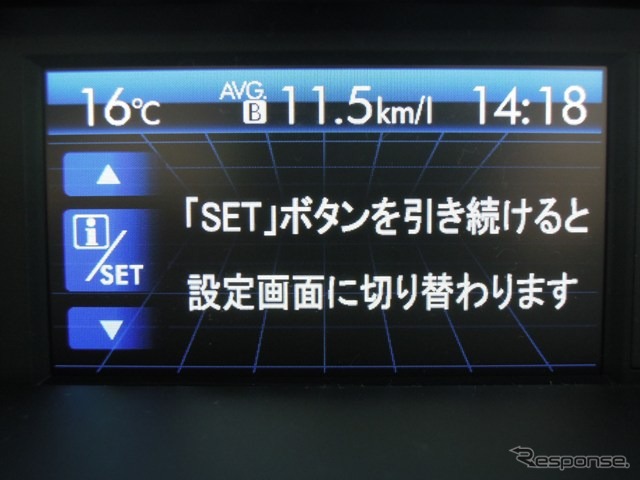 16℃ AVG. B 11.5km/l 14:18
「SET」ボタンを引き続けると
i/SET
設定画面に切り替わります
Response.